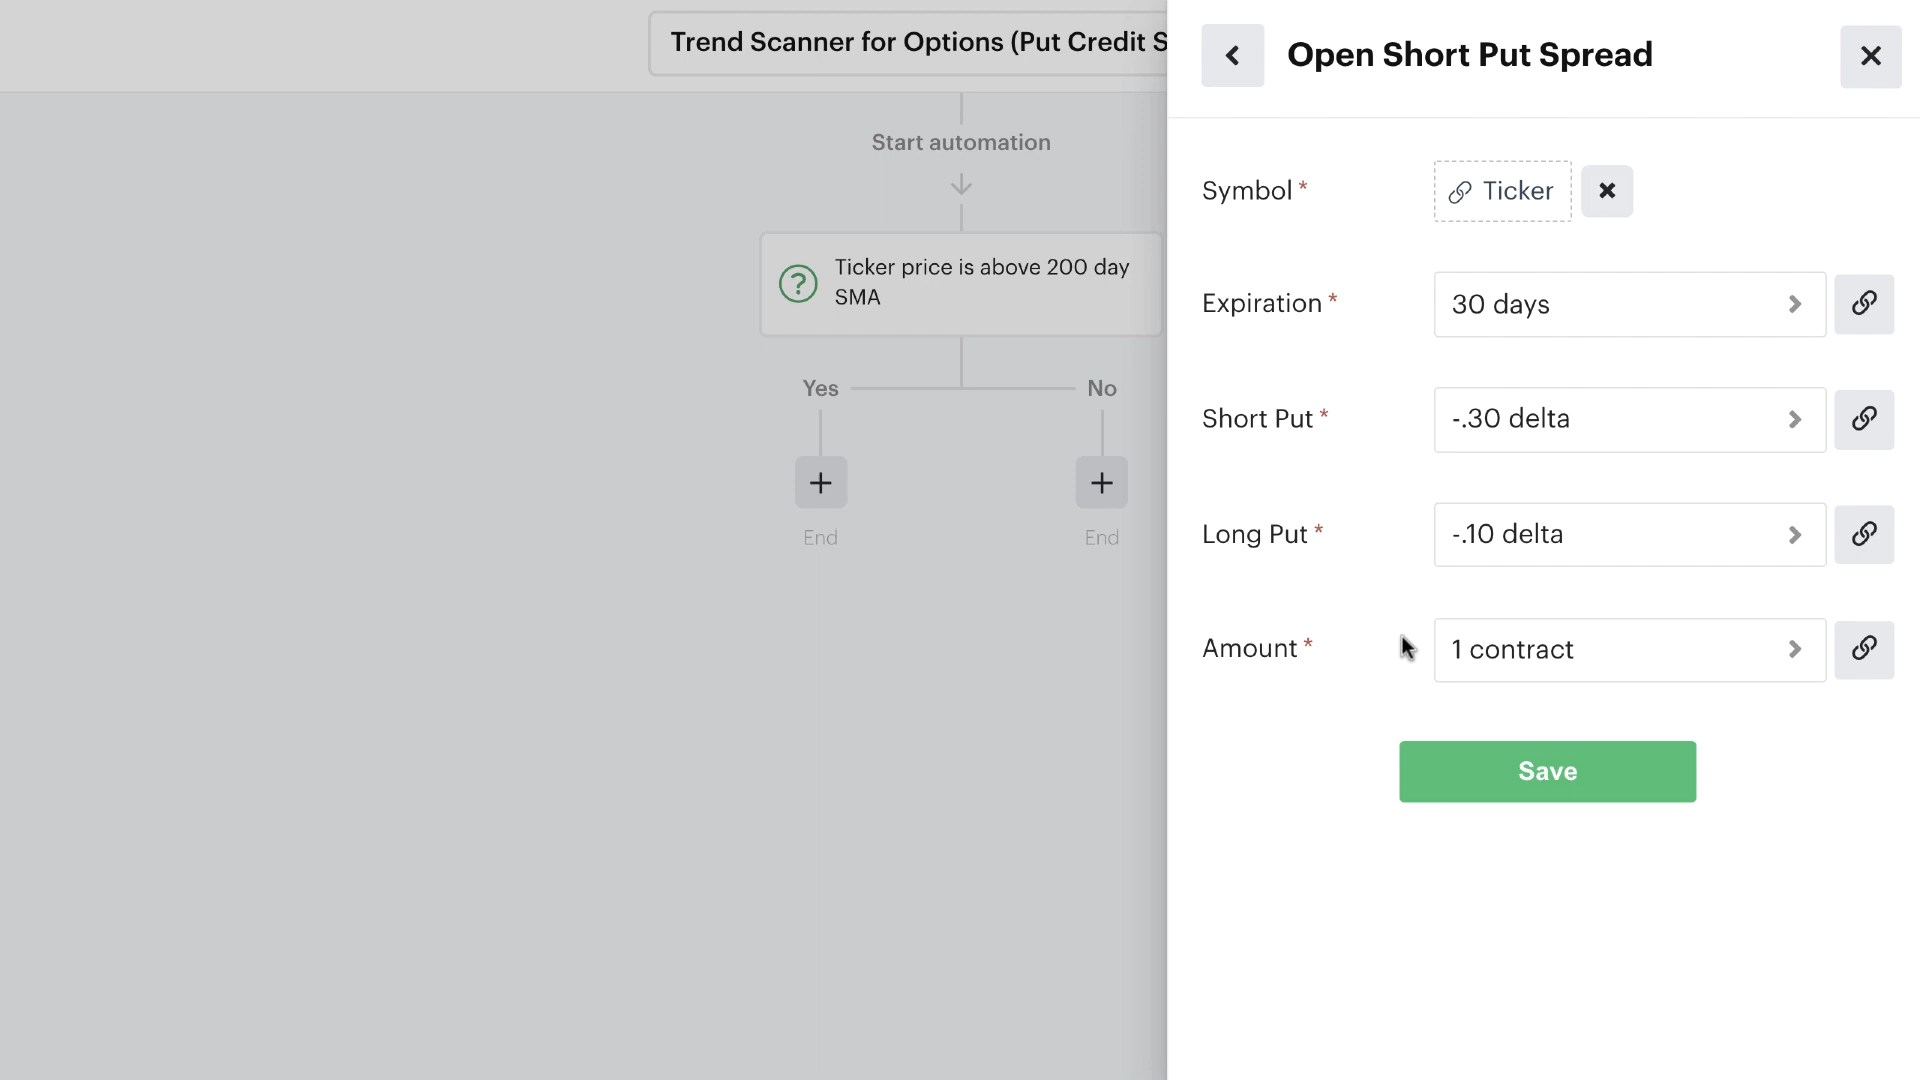 Trend Scanner for Options (Put Credit S
Start automation
Ticker price is above 200 day
SMA
Yes
No
End
End
Open Short Put Spread
Symbol *
Ticker
Expiration *
30 days
Short Put *
-.30 delta
Long Put *
-.10 delta
Amount *
1 contract
Save